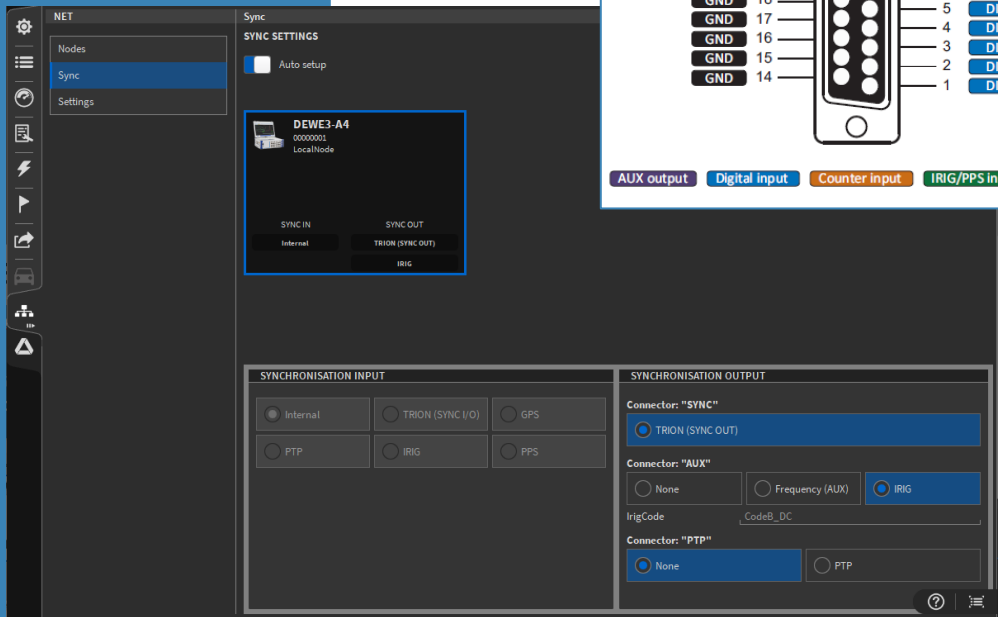 NET
Nodes
Sync
Settings
Sync
SYNC SETTINGS
Auto setup
DEWE3-A4
00000001
LocalNode
SYNC IN
SYNC OUT
Internal
TRION (SYNC OUT)
IRIG
GND
GND 17
GND 16
GND 15
GND 14
5
4
3
2
1
AUX output
Digital input
Counter input
SYNCHRONISATION INPUT
Internal
TRION (SYNC I/O)
GPS
PTP
IRIG
PPS
SYNCHRONISATION OUTPUT
Connector: "SYNC"
TRION (SYNC OUT)
Connector: "AUX"
None
Frequency (AUX)
IRIG
IrigCode
CodeB_DC
Connector: "PTP"
None
PTP